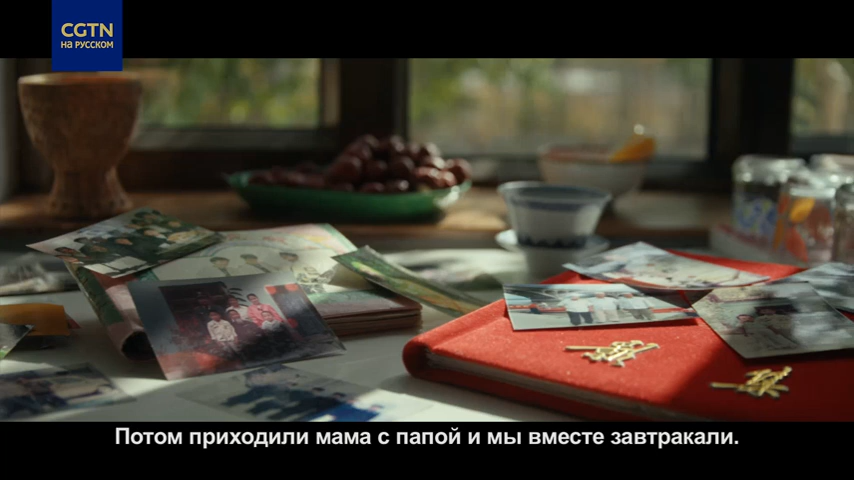 CGTN
НА РУССКОМ
Потом приходили мама с папой и мы вместе завтракали.